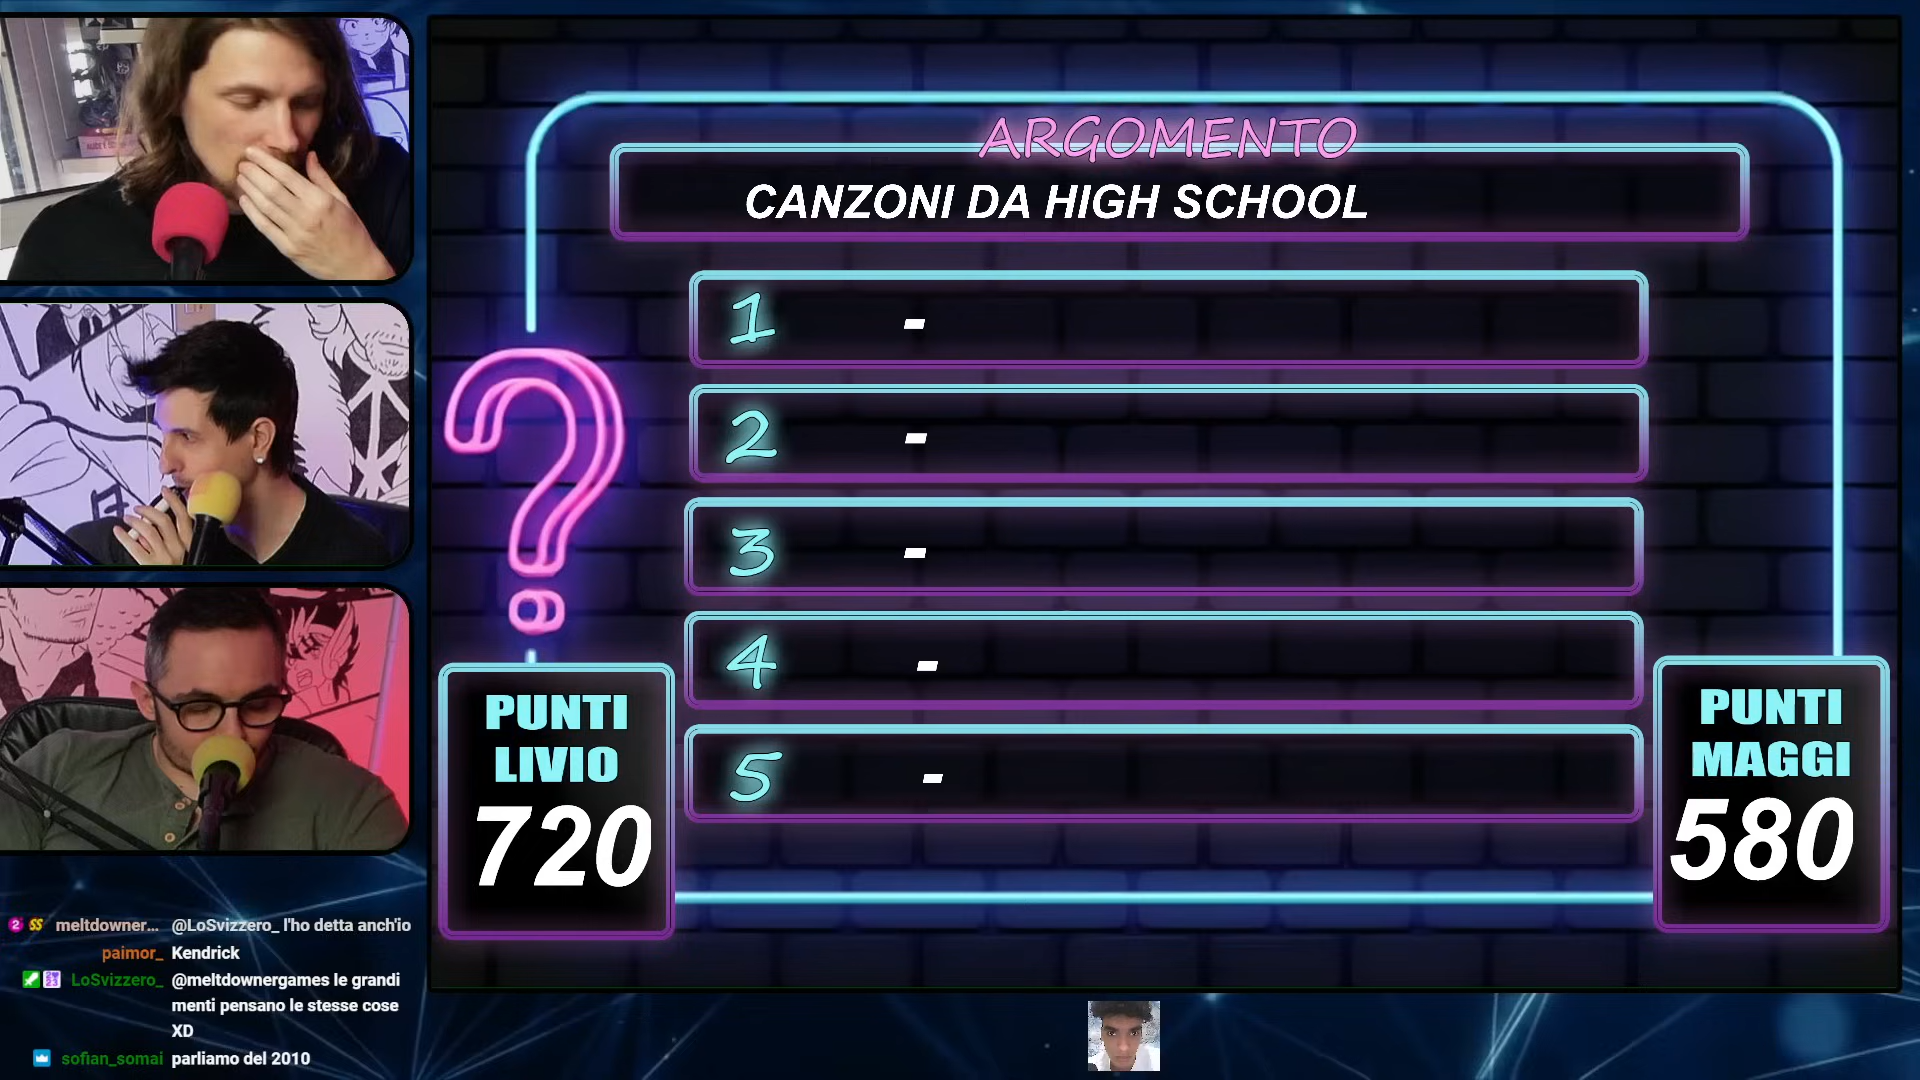 ARGOMENTO
CANZONI DA HIGH SCHOOL
1 -
2 -
3 -
4 -
5 -
PUNTI
LIVIO
720
PUNTI
MAGGI
580
meltdowner... @LoSvizzero_ l'ho detta anch'io
paimor_ Kendrick
LoSvizzero_ @meltdownergames le grandi
menti pensano le stesse cose
XD
sofian_somai parliamo del 2010